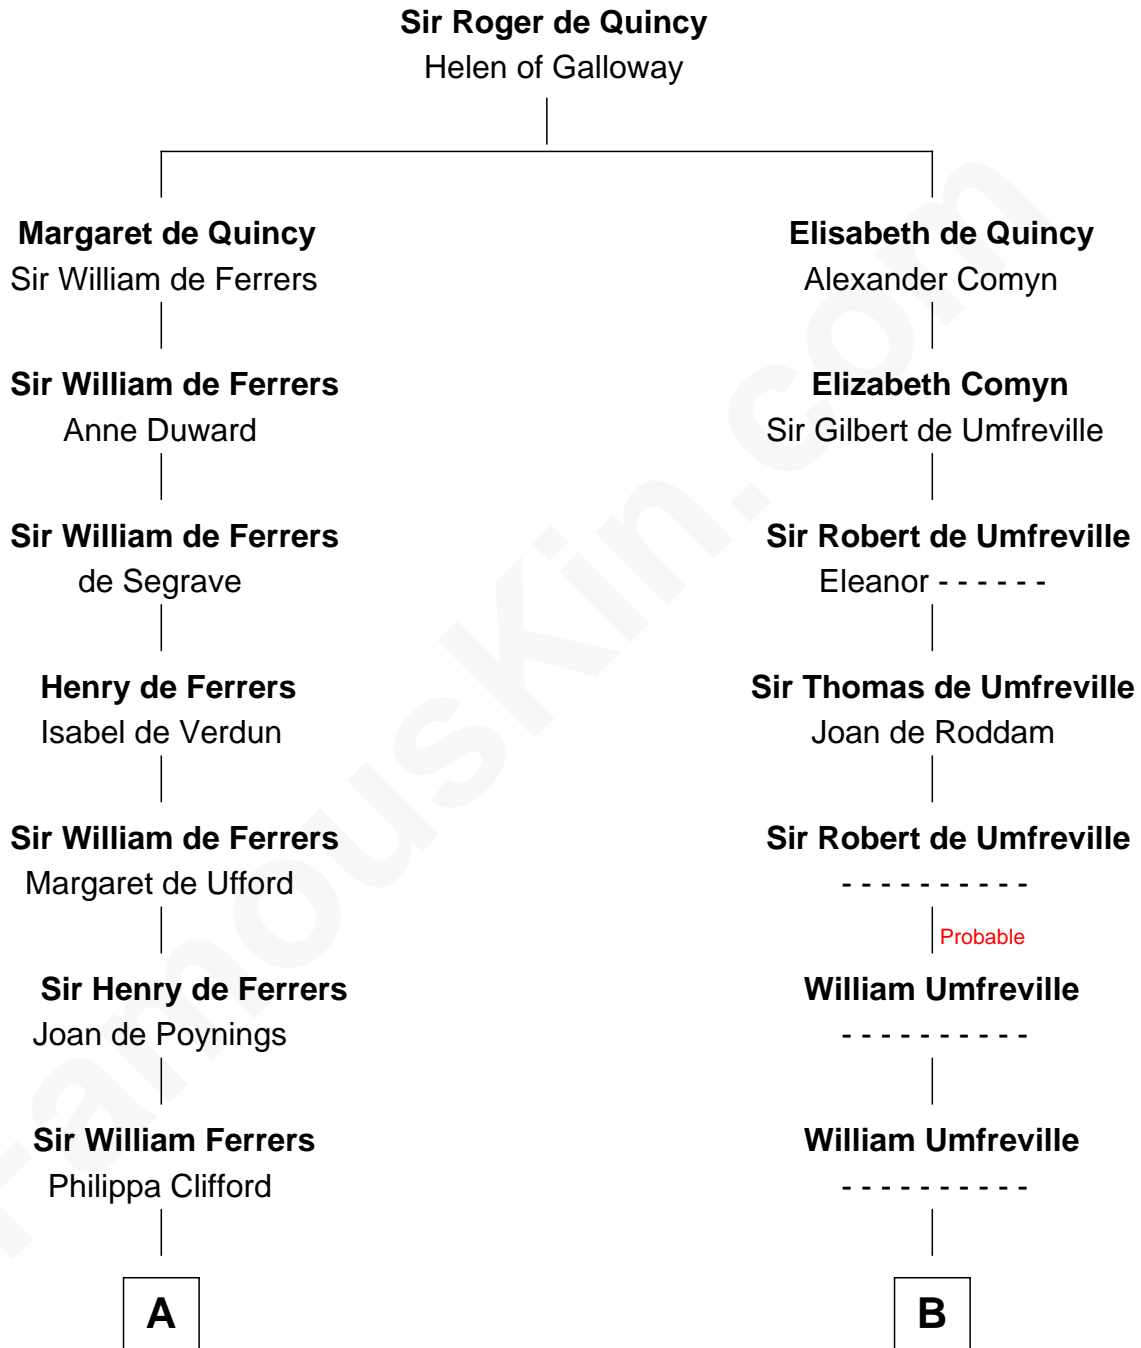 Sir Roger de Quincy
Helen of Galloway
Margaret de Quincy
Sir William de Ferrers
Elisabeth de Quincy
Alexander Comyn
Sir William de Ferrers
Anne Duward
Elizabeth Comyn
Sir Gilbert de Umfreville
Sir William de Ferrers
de Segrave
Sir Robert de Umfreville
Eleanor - - - - - -
Henry de Ferrers
Isabel de Verdun
Sir Thomas de Umfreville
Joan de Roddam
Sir William de Ferrers
Margaret de Ufford
Sir Robert de Umfreville
- - - - - - - - - -
Probable
Sir Henry de Ferrers
Joan de Poynings
William Umfreville
- - - - - - - - - -
Sir William Ferrers
Philippa Clifford
William Umfreville
- - - - - - - - - -
A
B
FamousKin.com